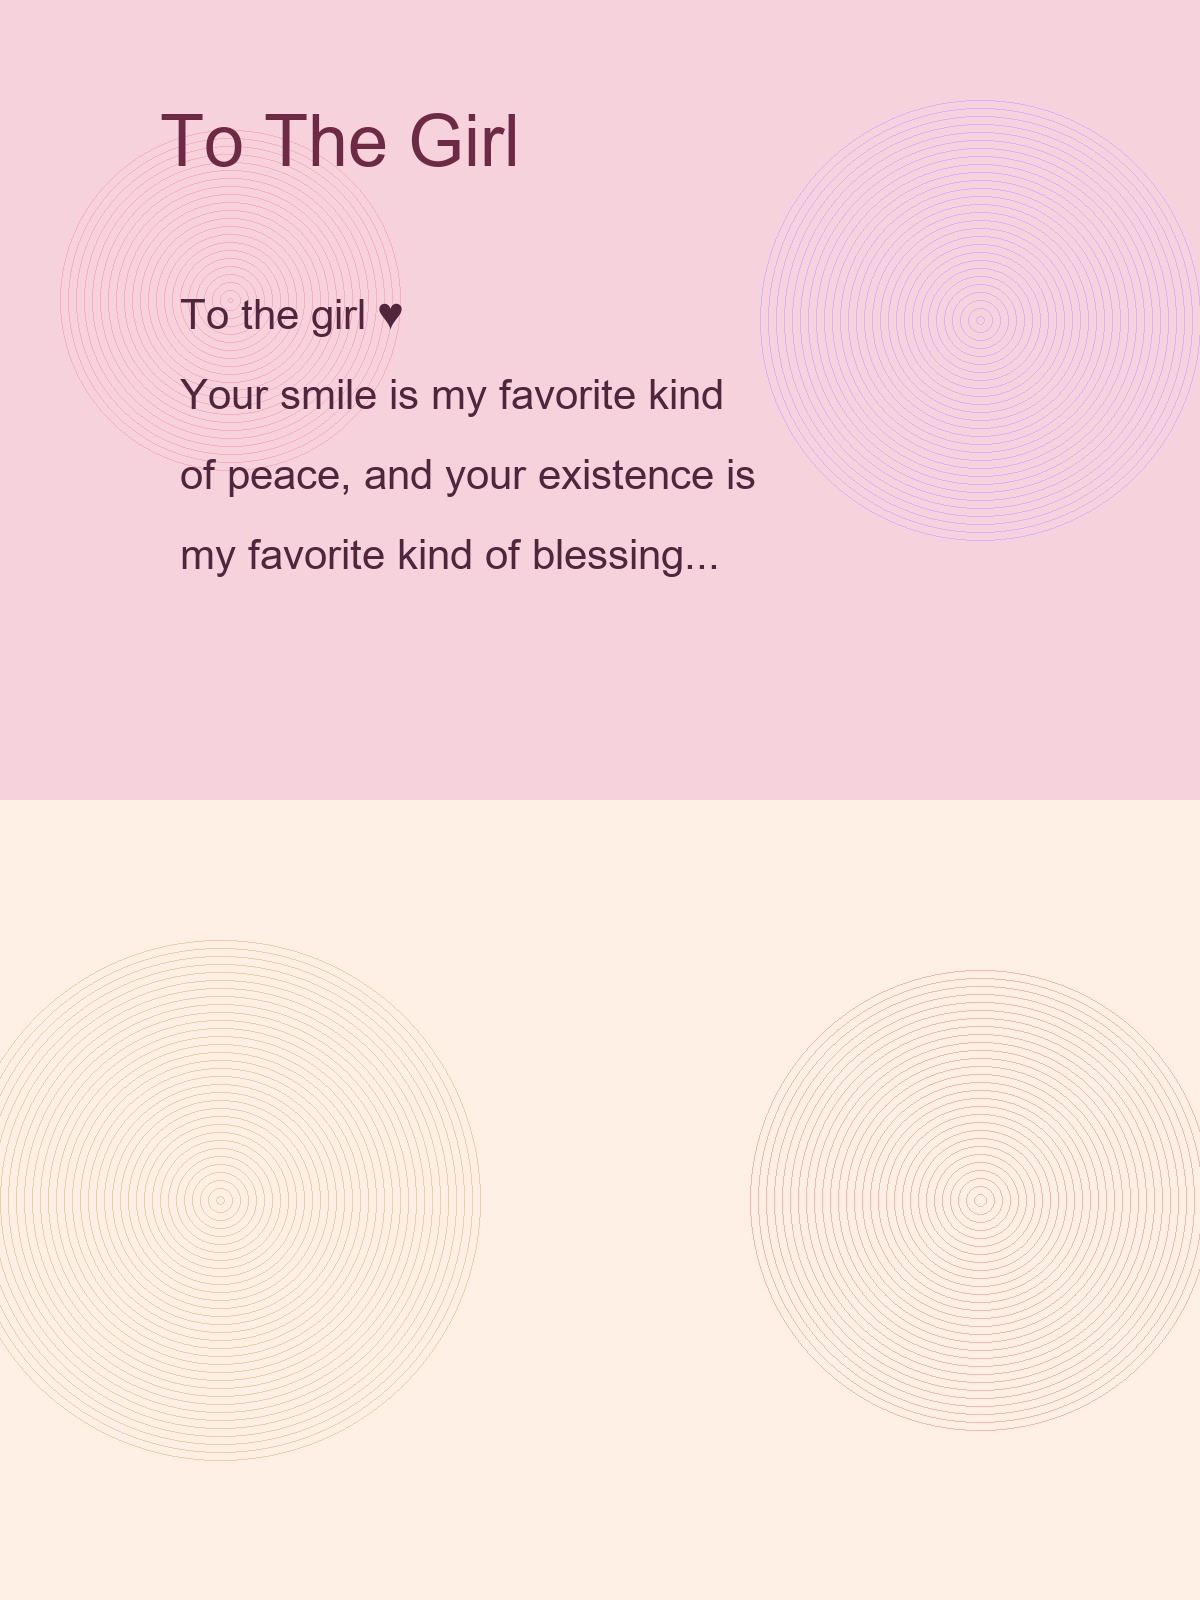 To The Girl
To the girl ♥
Your smile is my favorite kind
of peace, and your existence is
my favorite kind of blessing...